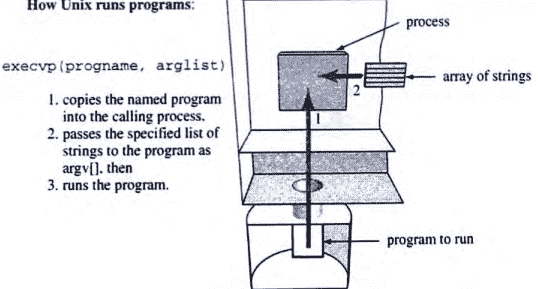 How Unix runs programs:
execvp(progname, arglist)
1. copies the named program
into the calling process.
2. passes the specified list of
strings to the program as
argv[], then
3. runs the program.
process
array of strings
2
1
program to run